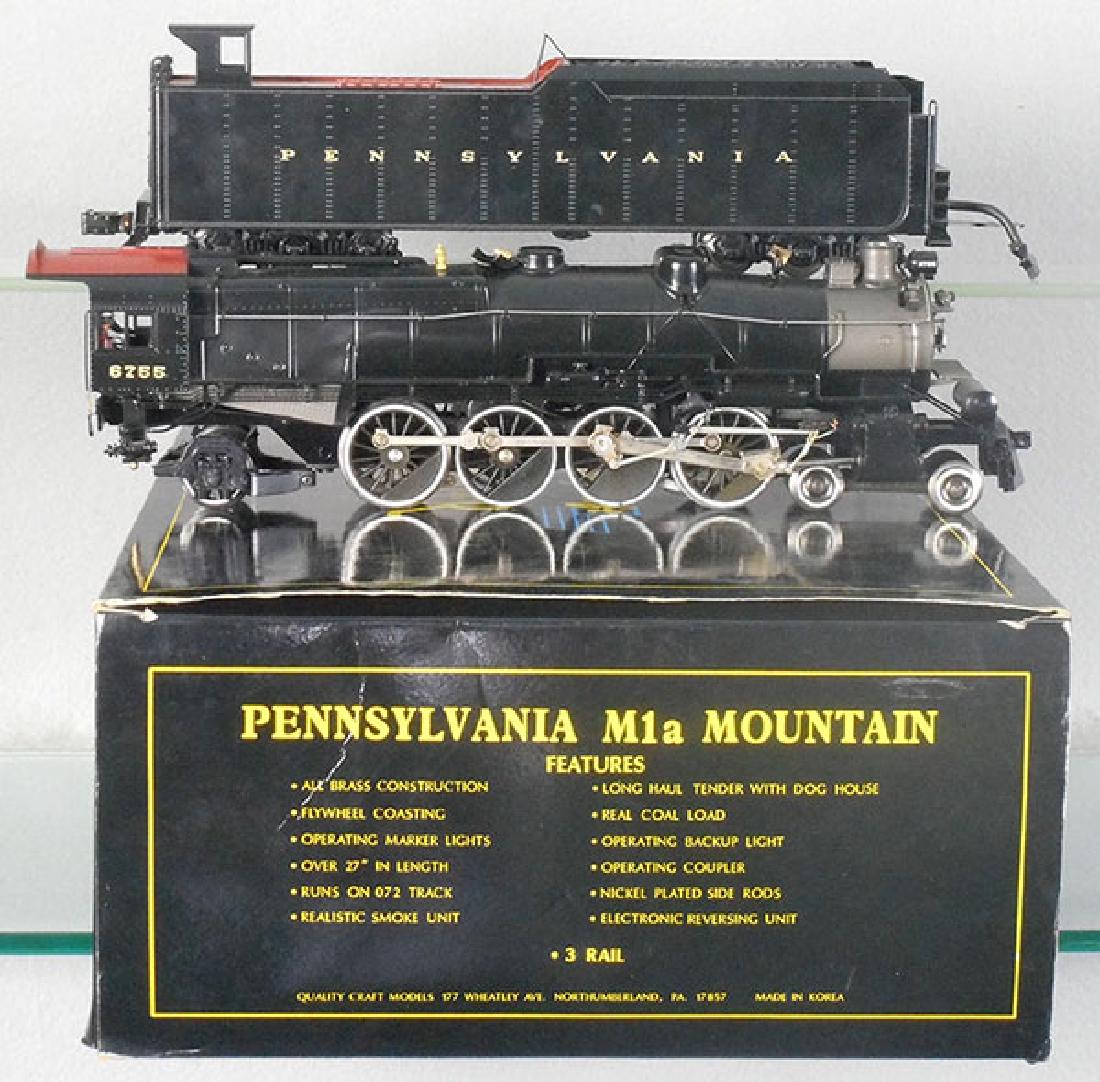 PENNSYLVANIA
6755
PENNSYLVANIA M1a MOUNTAIN
FEATURES
• ALL BRASS CONSTRUCTION
• FLYWHEEL COASTING
• OPERATING MARKER LIGHTS
• OVER 27" IN LENGTH
• RUNS ON 072 TRACK
• REALISTIC SMOKE UNIT
• LONG HAUL TENDER WITH DOG HOUSE
• REAL COAL LOAD
• OPERATING BACKUP LIGHT
• OPERATING COUPLER
• NICKEL PLATED SIDE RODS
• ELECTRONIC REVERSING UNIT
• 3 RAIL
QUALITY CRAFT MODELS 177 WHEATLEY AVE. NORTHUMBERLAND, PA. 17857 MADE IN KOREA